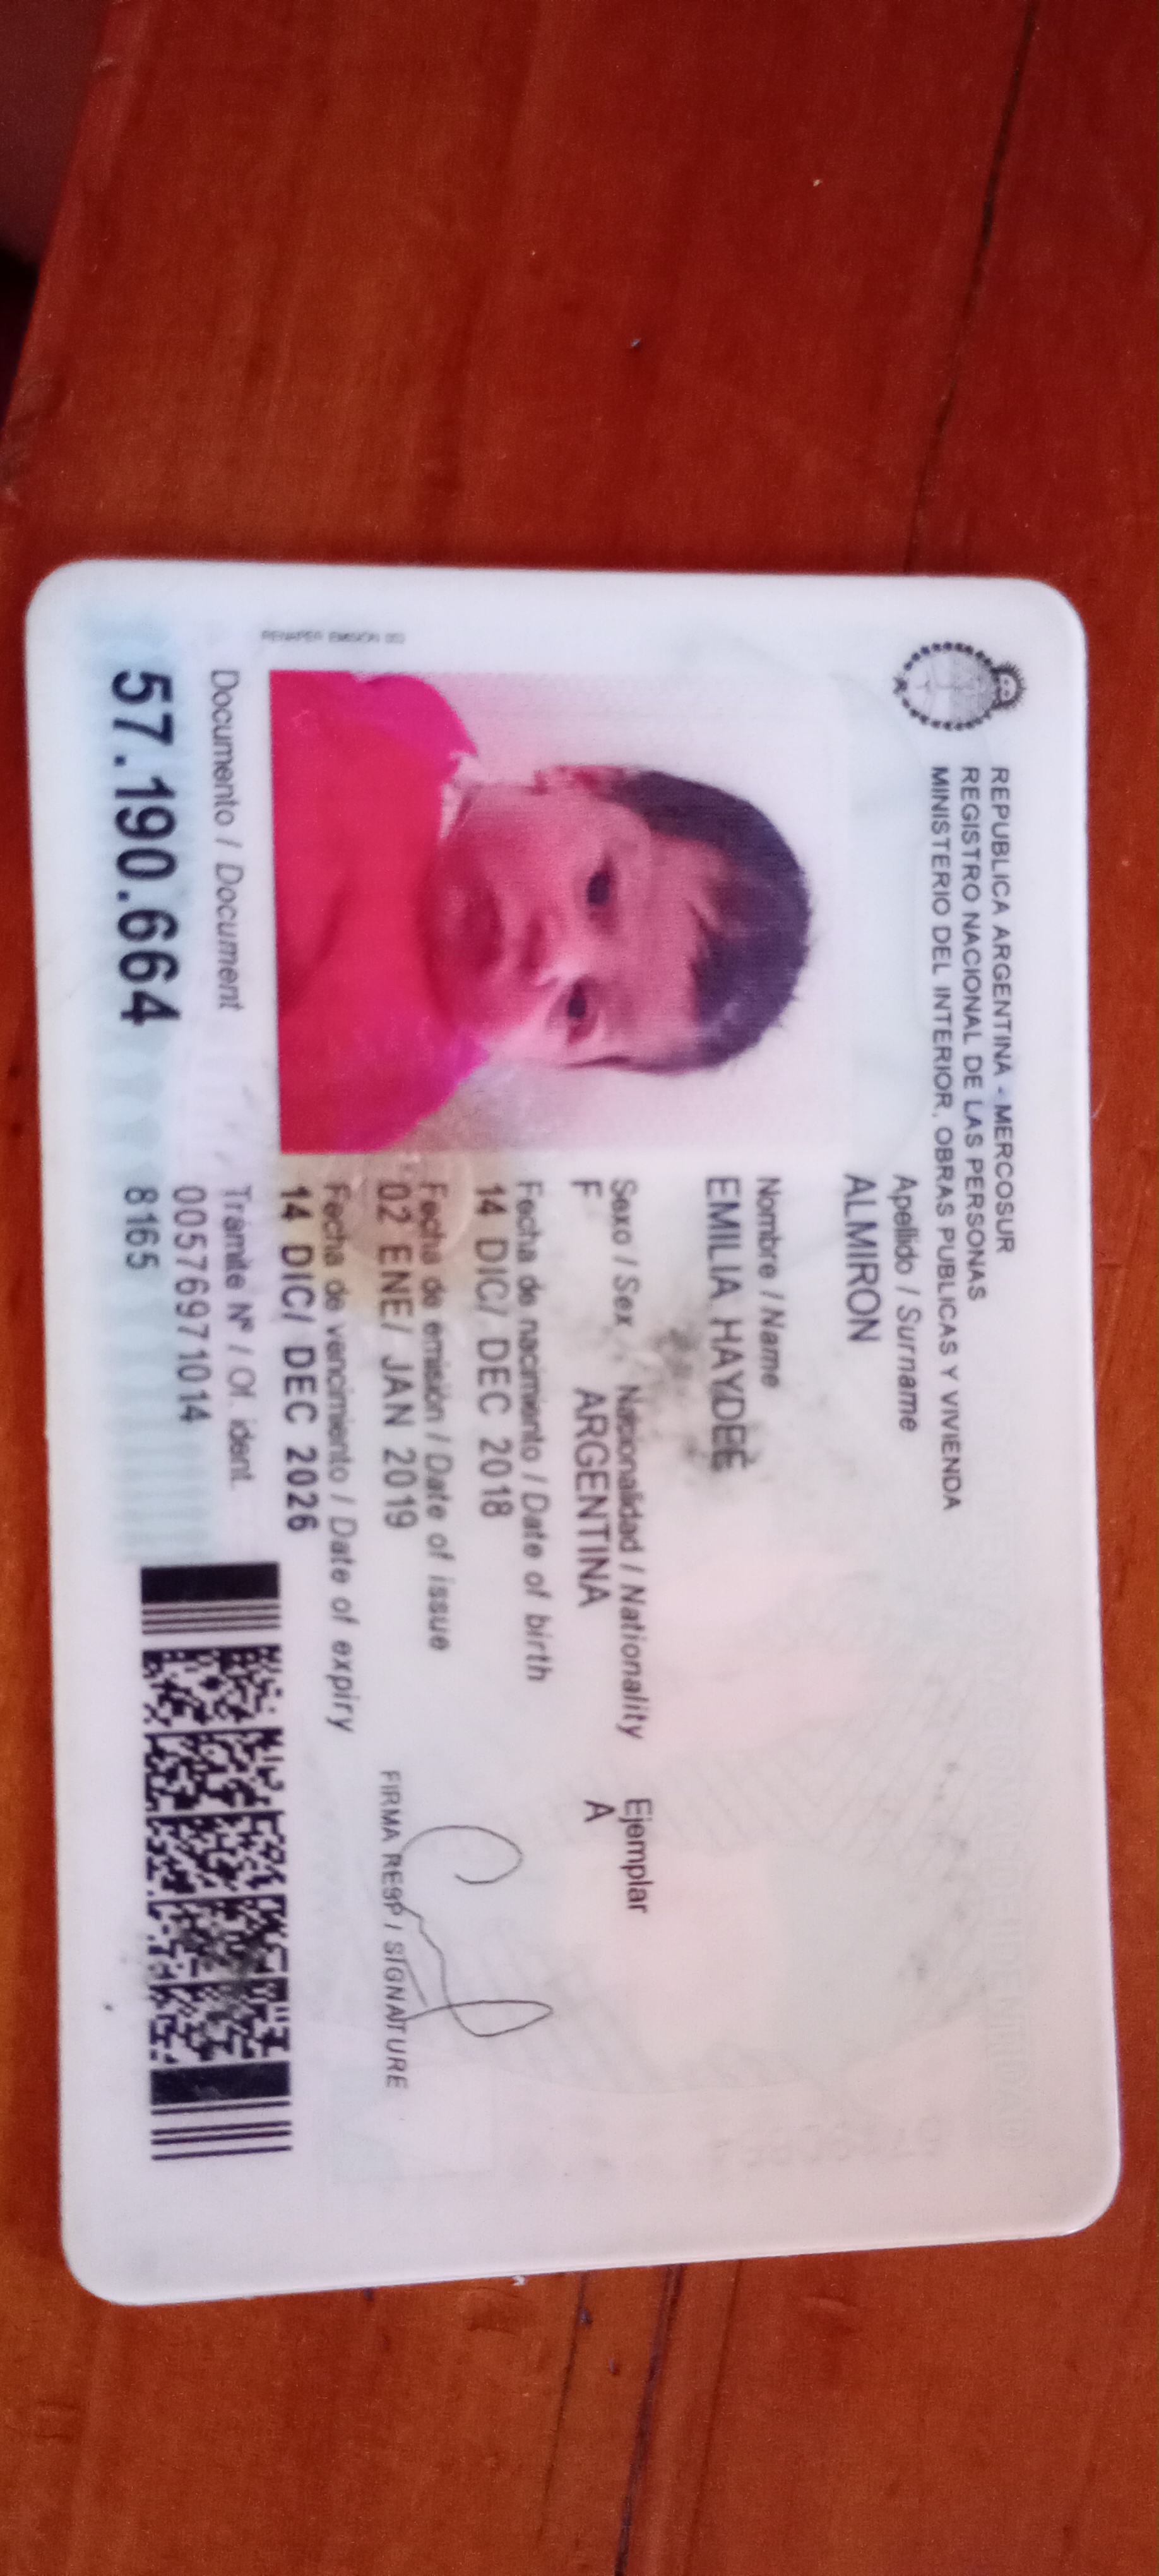 REPUBLICA ARGENTINA - MERCOSUR
REGISTRO NACIONAL DE LAS PERSONAS
MINISTERIO DEL INTERIOR, OBRAS PUBLICAS Y VIVIENDA
Apellido / Surname
ALMIRON
Nombre / Name
EMILIA HAYDEÉ
Sexo / Sex Nacionalidad / Nationality Ejemplar
F ARGENTINA A
Fecha de nacimiento / Date of birth
14 DIC/ DEC 2018
Fecha de emisión / Date of issue
02 ENE/ JAN 2019
Fecha de vencimiento / Date of expiry
14 DIC/ DEC 2026
FIRMA RESP / SIGNATURE
Documento / Document
57.190.664
Tramite Nº / Of. ident.
00576971014
8165
RENAPER EMISION